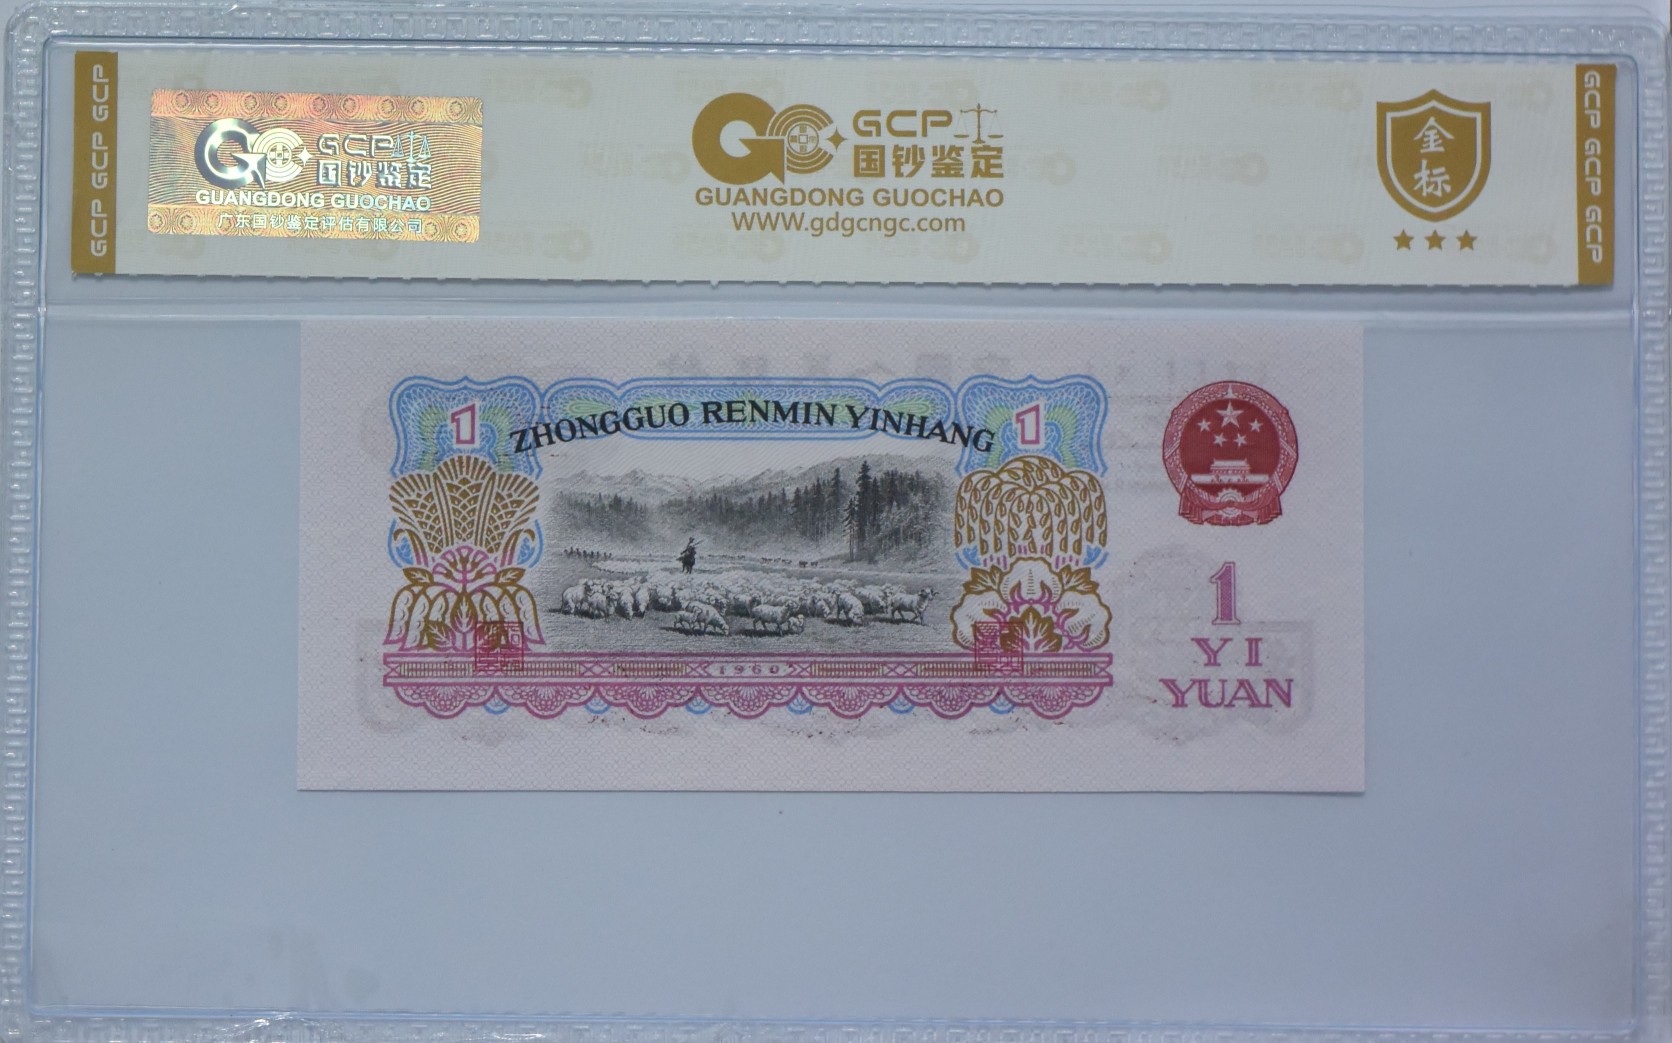 GCP GCP GCP
GCP
国钞鉴定
GUANGDONG GUOCHAO
广东国钞鉴定评估有限公司
GCP
国钞鉴定
GUANGDONG GUOCHAO
WWW.gdgcngc.com
金
标
GCP GCP GCP
1
ZHONGGUO RENMIN YINHANG
1
1960
1
YI
YUAN